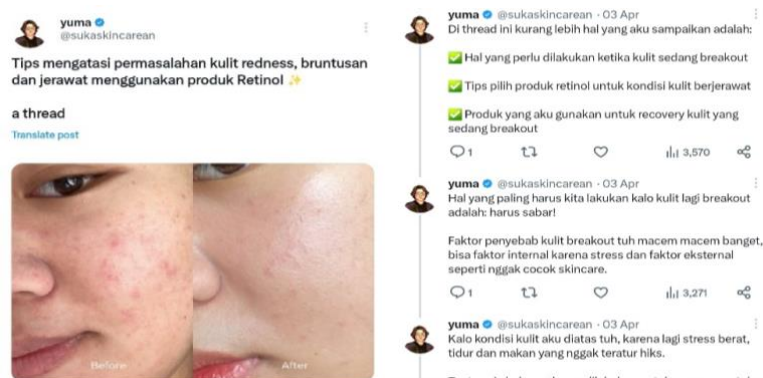 yuma
@sukaskincarean
Tips mengatasi permasalahan kulit redness, bruntusan
dan jerawat menggunakan produk Retinol ✨
a thread
Translate post
Before
After
yuma @sukaskincarean · 03 Apr
Di thread ini kurang lebih hal yang aku sampaikan adalah:
✅ Hal yang perlu dilakukan ketika kulit sedang breakout
✅ Tips pilih produk retinol untuk kondisi kulit berjerawat
✅ Produk yang aku gunakan untuk recovery kulit yang
sedang breakout
1
3,570
yuma @sukaskincarean · 03 Apr
Hal yang paling harus kita lakukan kalo kulit lagi breakout
adalah: harus sabar!
Faktor penyebab kulit breakout tuh macem macem banget,
bisa faktor internal karena stress dan faktor eksternal
seperti nggak cocok skincare.
1
3,271
yuma @sukaskincarean · 03 Apr
Kalo kondisi kulit aku diatas tuh, karena lagi stress berat,
tidur dan makan yang nggak teratur hiks.